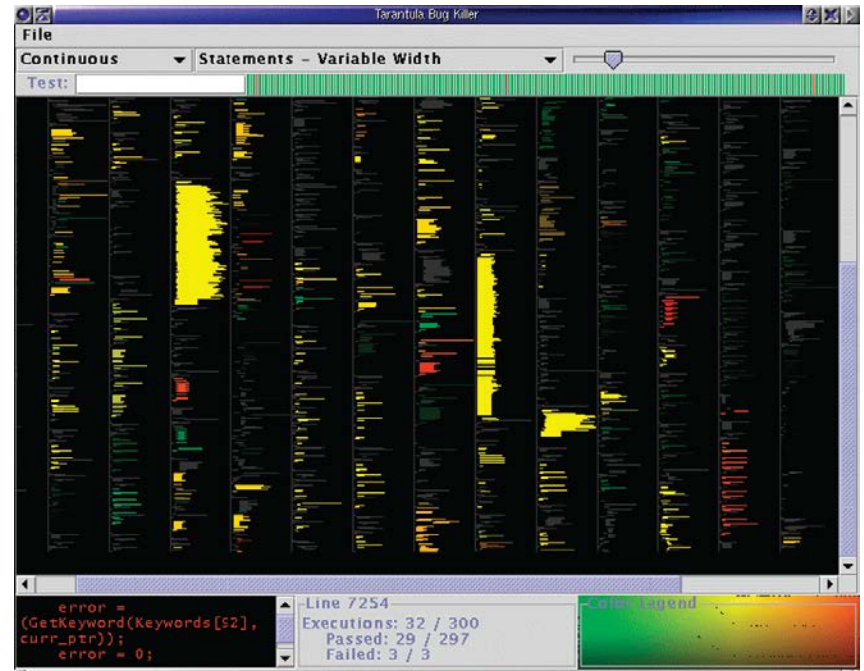 Tarantula Bug Killer
File
Continuous
Statements - Variable Width
Test:
error =
(GetKeyword(Keywords[S2],
curr_ptr));
error = 0;
Line 7254
Executions: 32 / 300
Passed: 29 / 297
Failed: 3 / 3
Color Legend